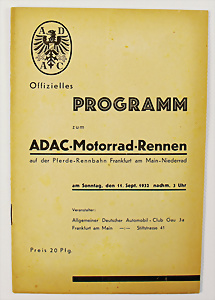 A D
A C
Offizielles
PROGRAMM
zum
ADAC-Motorrad-Rennen
auf der Pferde-Rennbahn Frankfurt am Main-Niederrad
am Sonntag, den 11. Sept. 1932 nachm. 3 Uhr
Veranstalter:
Allgemeiner Deutscher Automobil-Club Gau 3a
Frankfurt am Main —:— Stiftstrasse 41
Preis 20 Pfg.